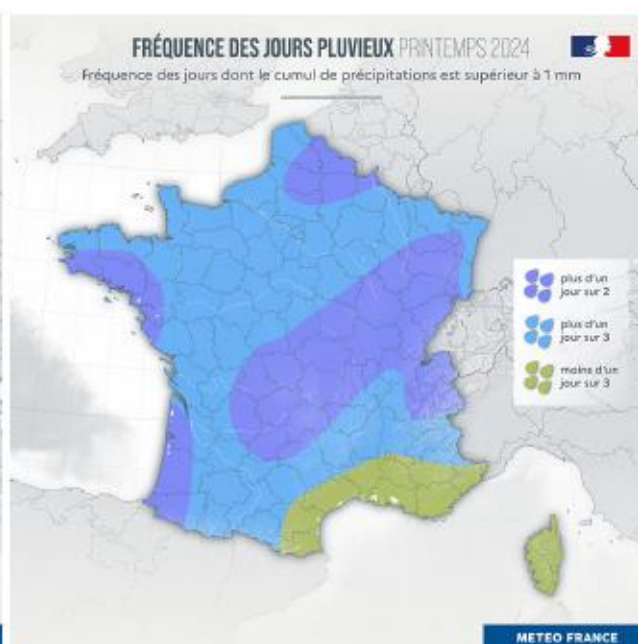 FRÉQUENCE DES JOURS PLUVIEUX PRINTEMPS 2024
Fréquence des jours dont le cumul de précipitations est supérieur à 1 mm
plus d'un
jour sur 2
plus d'un
jour sur 3
moins d'un
jour sur 3
METEO FRANCE